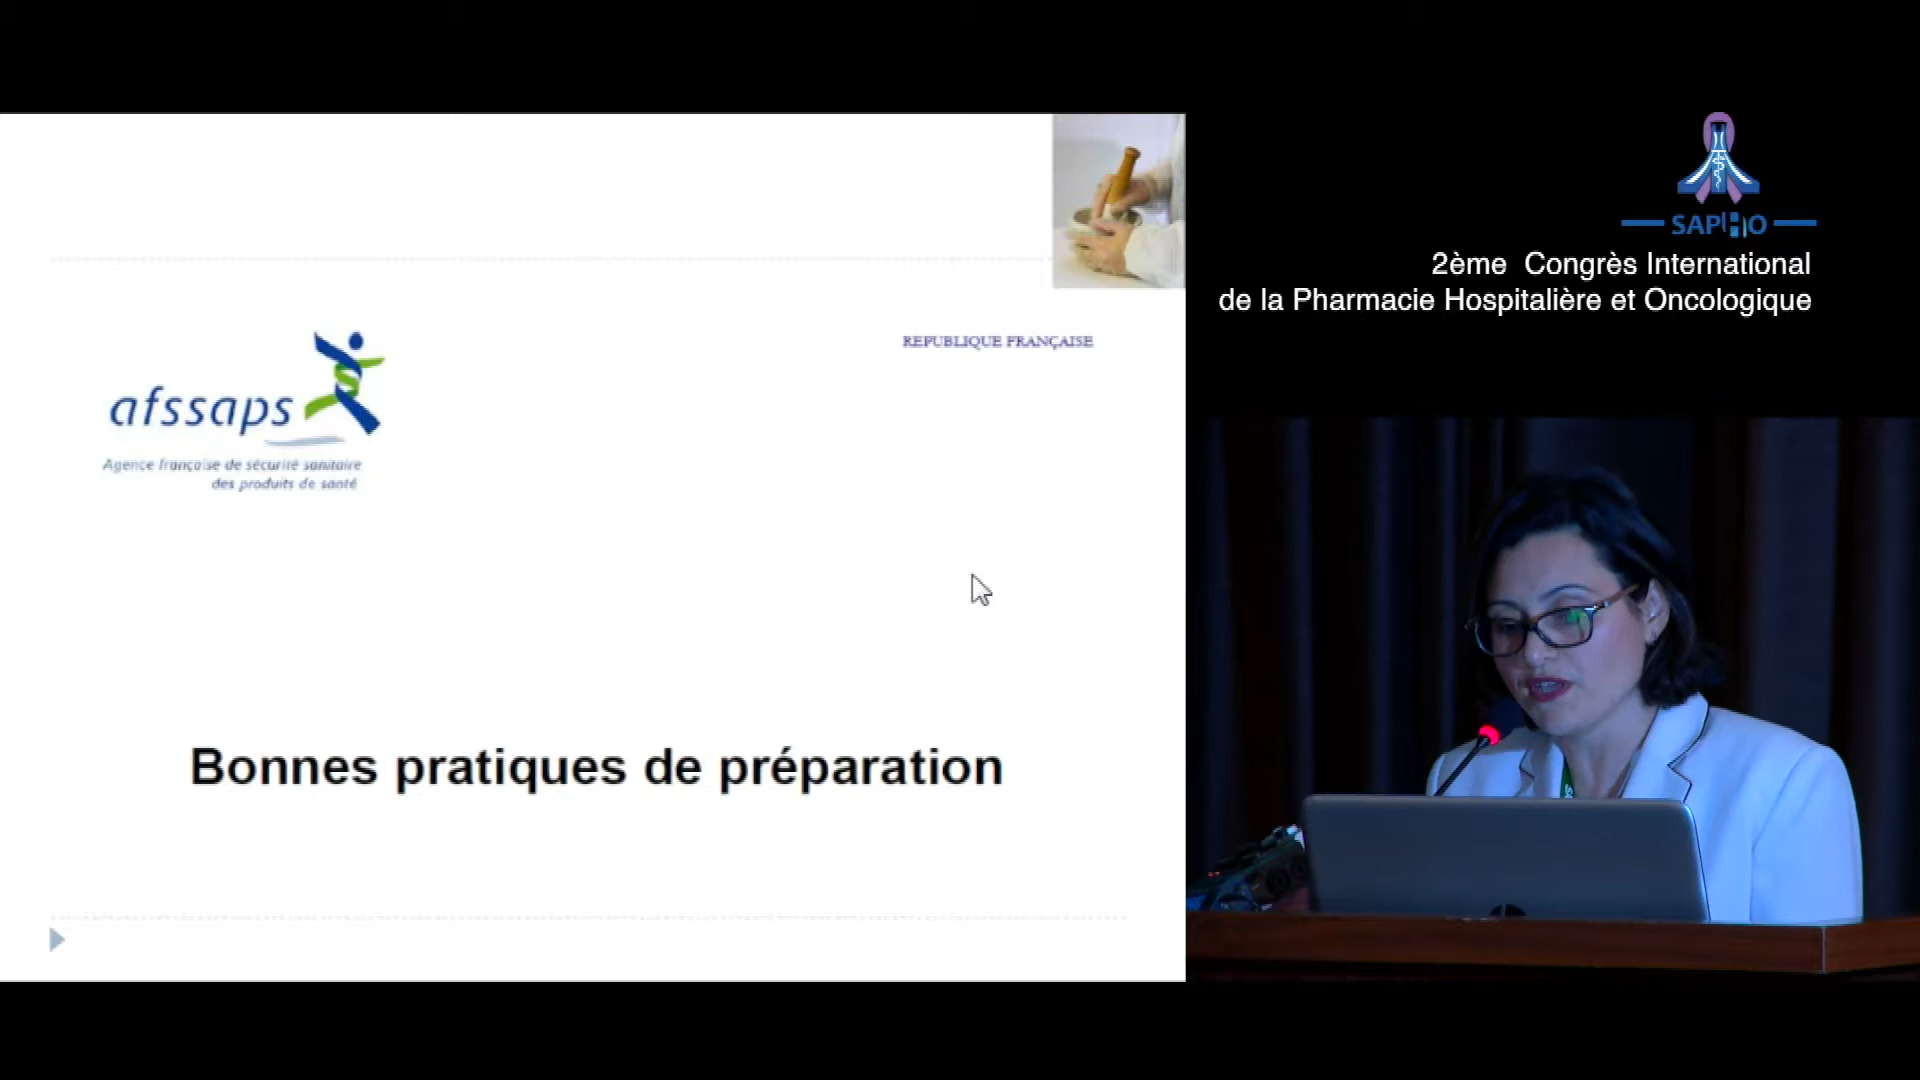 afssaps
Agence française de sécurité sanitaire
des produits de santé
REPUBLIQUE FRANÇAISE
Bonnes pratiques de préparation
SAPHO
2ème Congrès International
de la Pharmacie Hospitalière et Oncologique